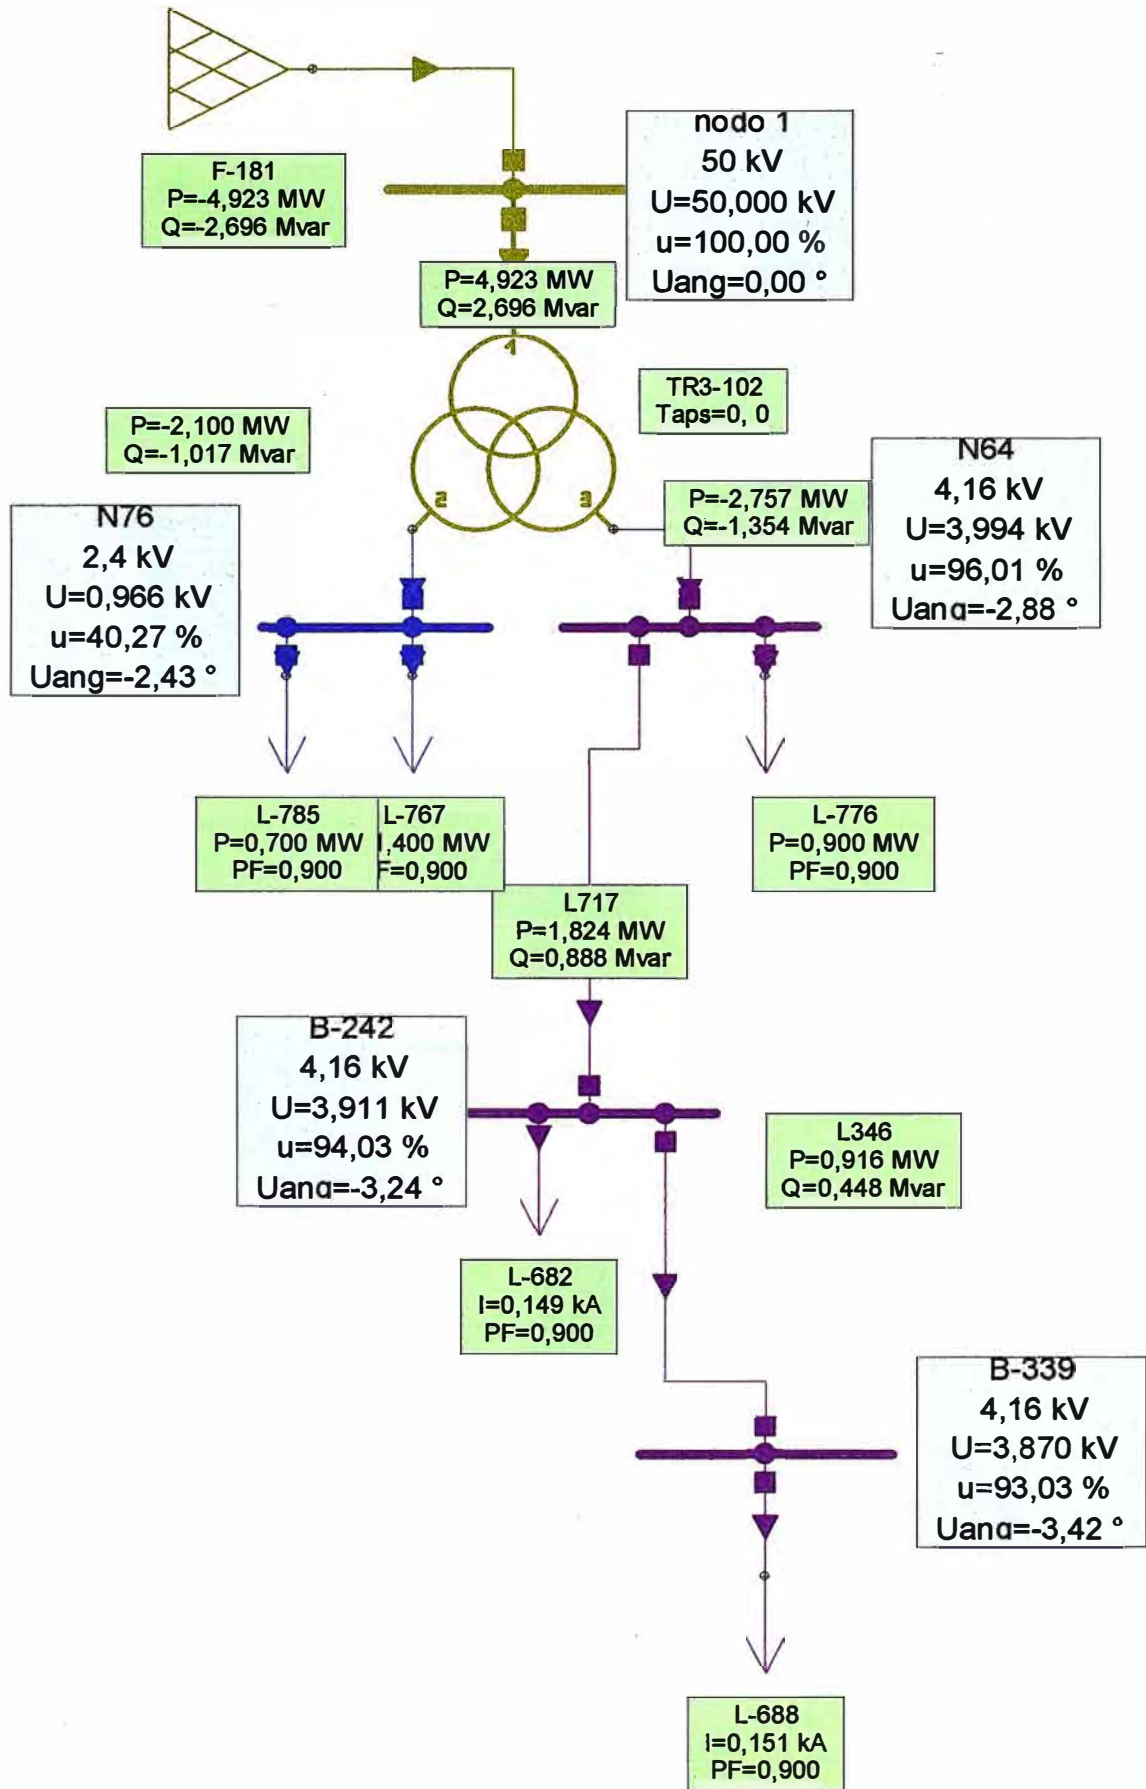 nodo 1
50 kV
U=50,000 kV
u=100,00 %
Uang=0,00 °
F-181
P=-4,923 MW
Q=-2,696 Mvar
P=4,923 MW
Q=2,696 Mvar
1
2
3
TR3-102
Taps=0, 0
P=-2,100 MW
Q=-1,017 Mvar
P=-2,757 MW
Q=-1,354 Mvar
N64
4,16 kV
U=3,994 kV
u=96,01 %
Uang=-2,88 °
N76
2,4 kV
U=0,966 kV
u=40,27 %
Uang=-2,43 °
L-785
P=0,700 MW
PF=0,900
L-767
,400 MW
F=0,900
L-776
P=0,900 MW
PF=0,900
L717
P=1,824 MW
Q=0,888 Mvar
B-242
4,16 kV
U=3,911 kV
u=94,03 %
Uang=-3,24 °
L346
P=0,916 MW
Q=0,448 Mvar
L-682
I=0,149 kA
PF=0,900
B-339
4,16 kV
U=3,870 kV
u=93,03 %
Uang=-3,42 °
L-688
I=0,151 kA
PF=0,900